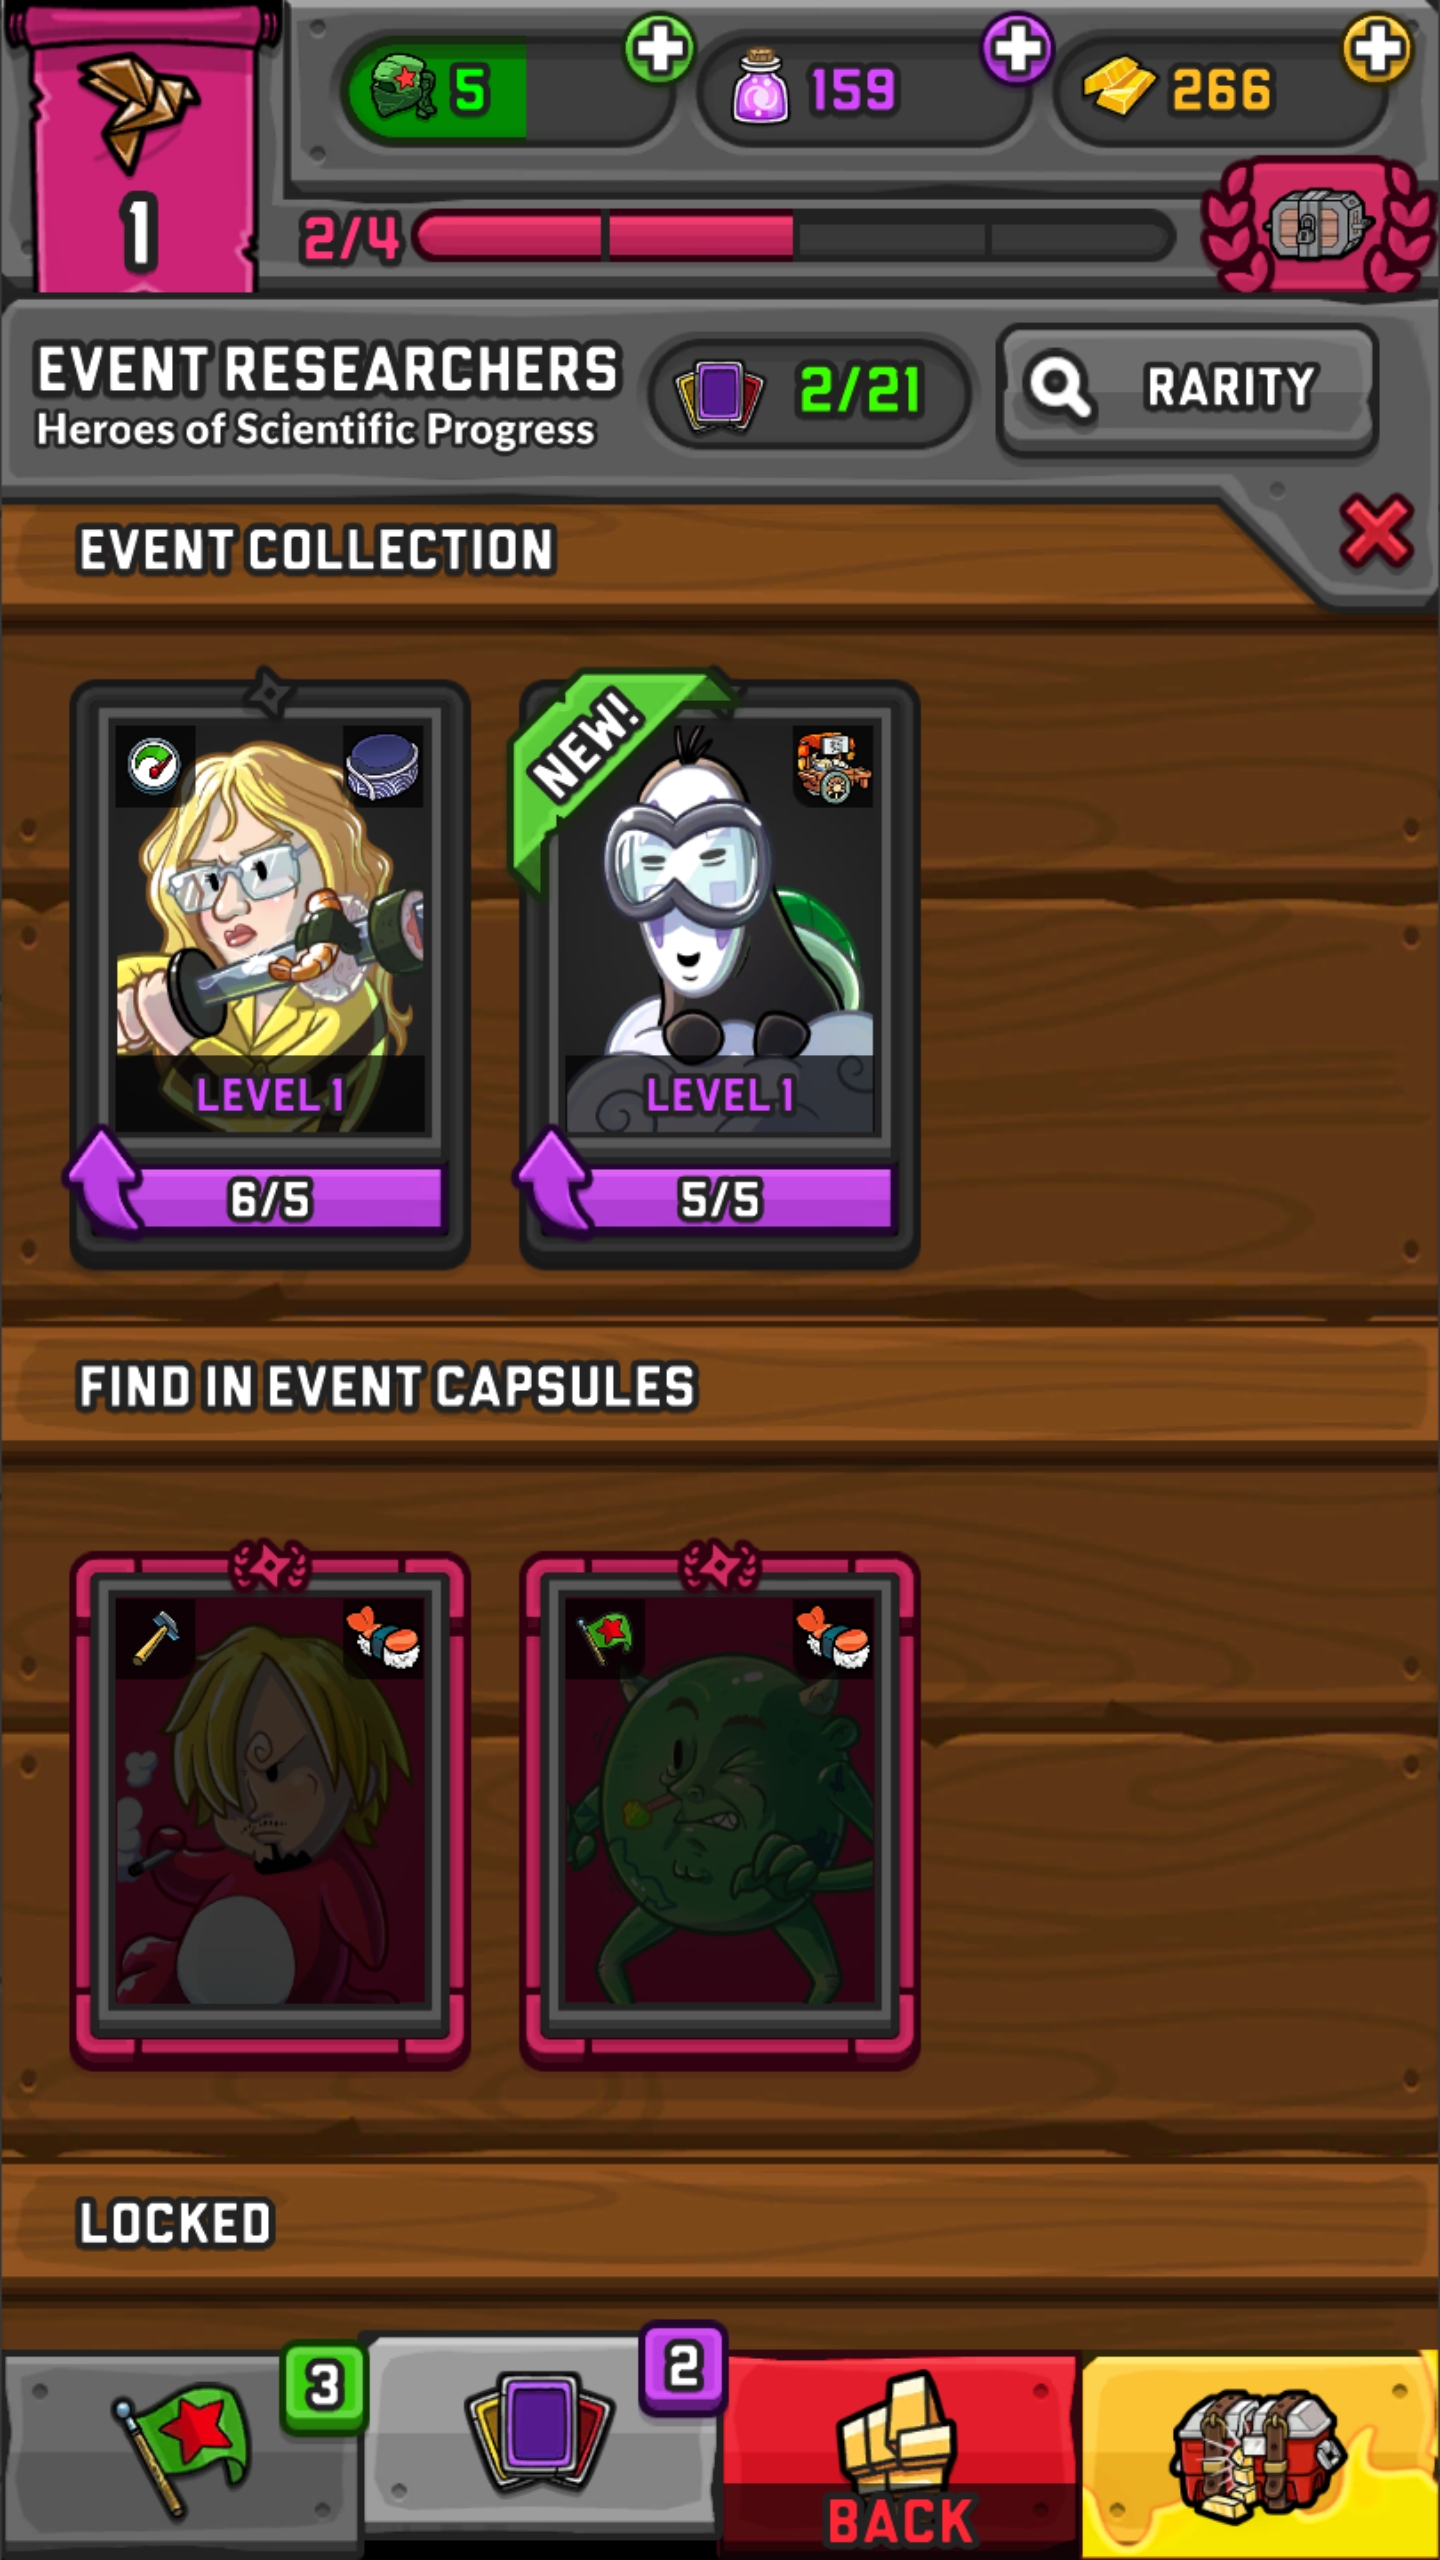 5
159
266
1
2/4
EVENT RESEARCHERS
Heroes of Scientific Progress
2/21
RARITY
EVENT COLLECTION
NEW!
LEVEL 1
LEVEL 1
6/5
5/5
FIND IN EVENT CAPSULES
LOCKED
3
2
BACK